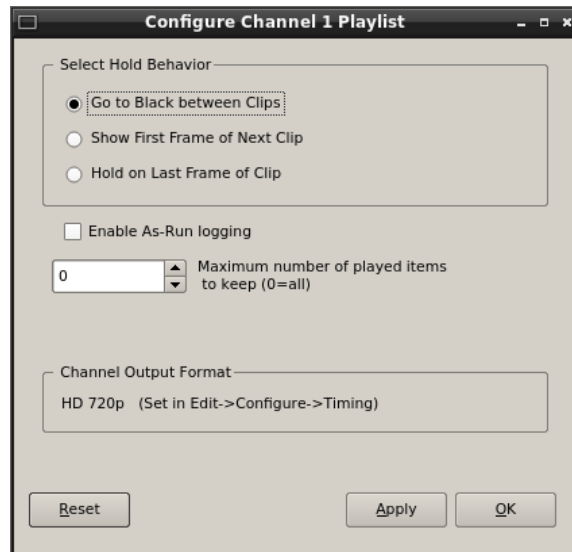 Configure Channel 1 Playlist
Select Hold Behavior
Go to Black between Clips
Show First Frame of Next Clip
Hold on Last Frame of Clip
Enable As-Run logging
0
Maximum number of played items
to keep (0=all)
Channel Output Format
HD 720p (Set in Edit->Configure->Timing)
Reset
Apply
OK